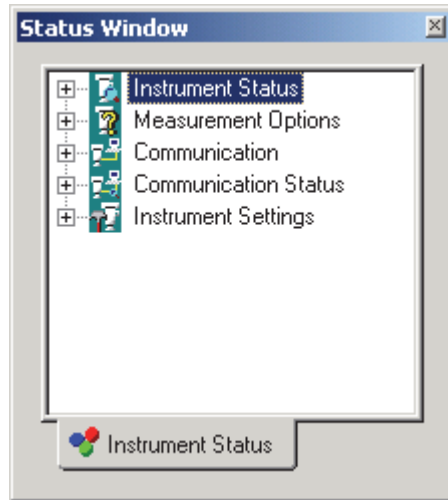 Status Window
Instrument Status
Measurement Options
Communication
Communication Status
Instrument Settings
Instrument Status